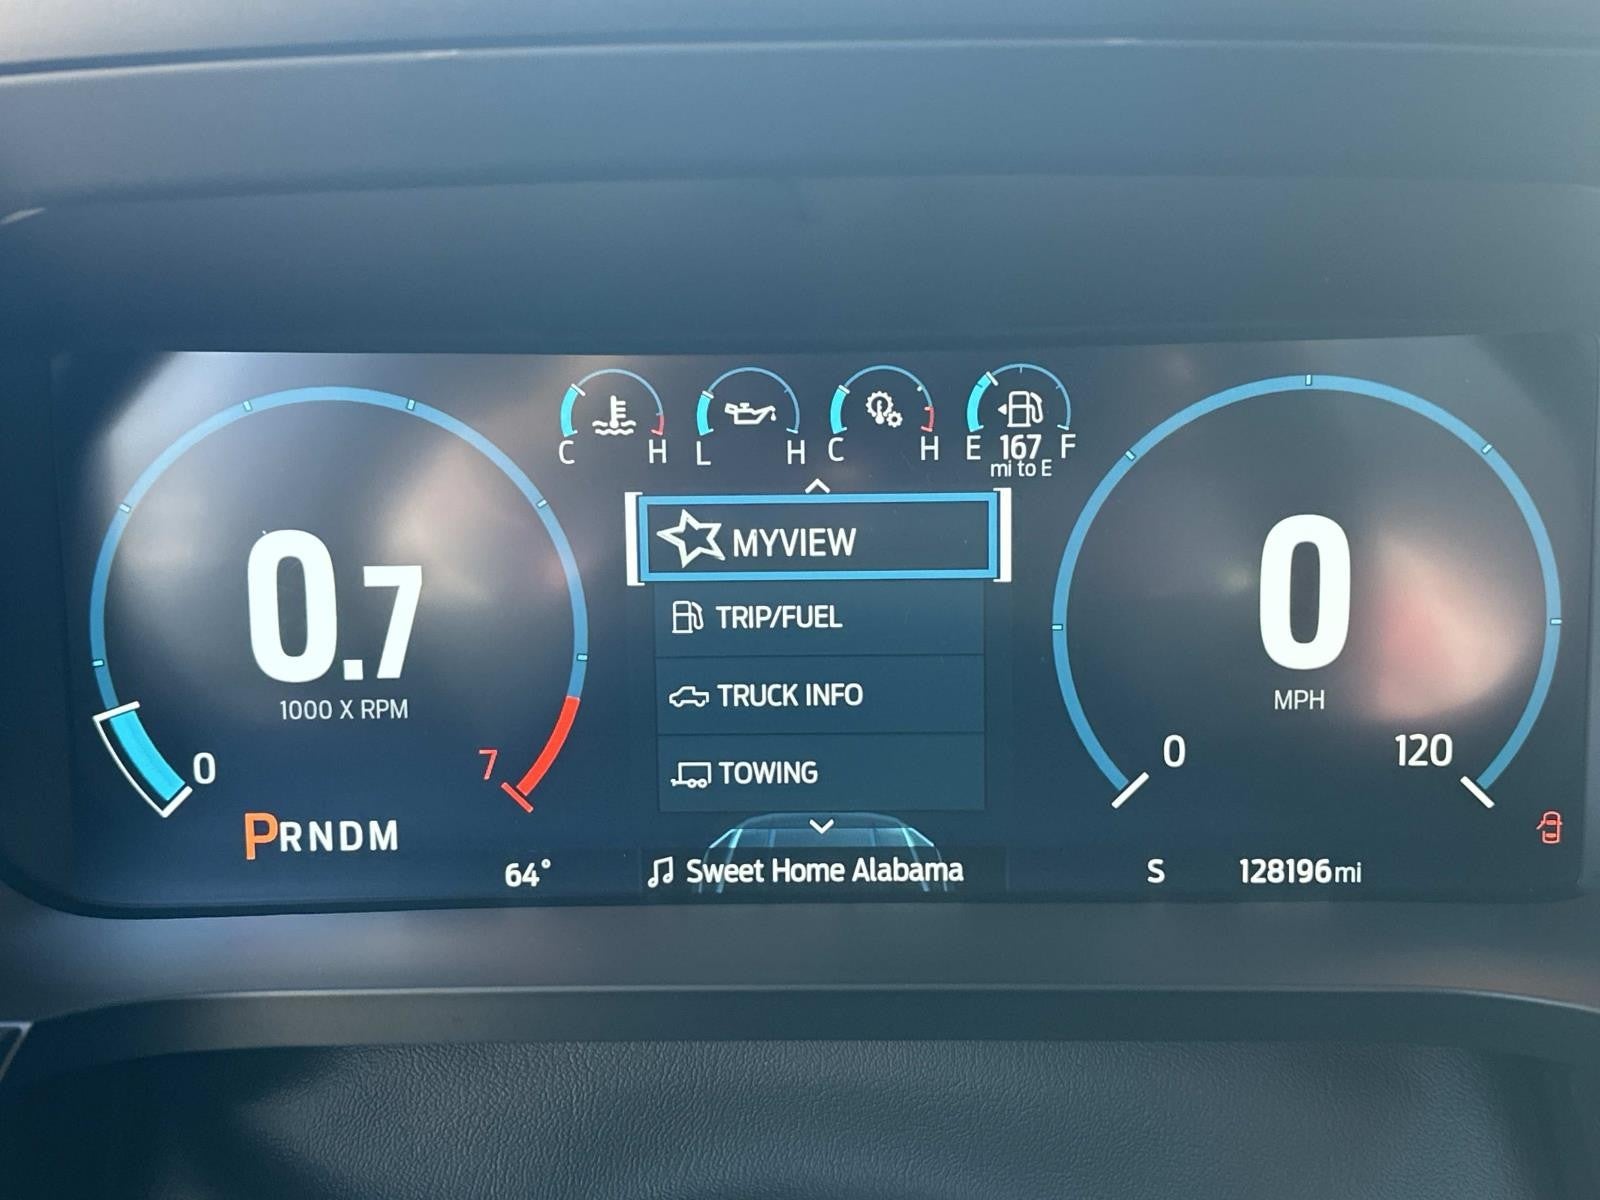 C H L H C H E 167 F
mi to E
MYVIEW
TRIP/FUEL
TRUCK INFO
TOWING
0.7
1000 X RPM
0 7
PRNDM
64°
Sweet Home Alabama
0
MPH
0 120
S 128196mi